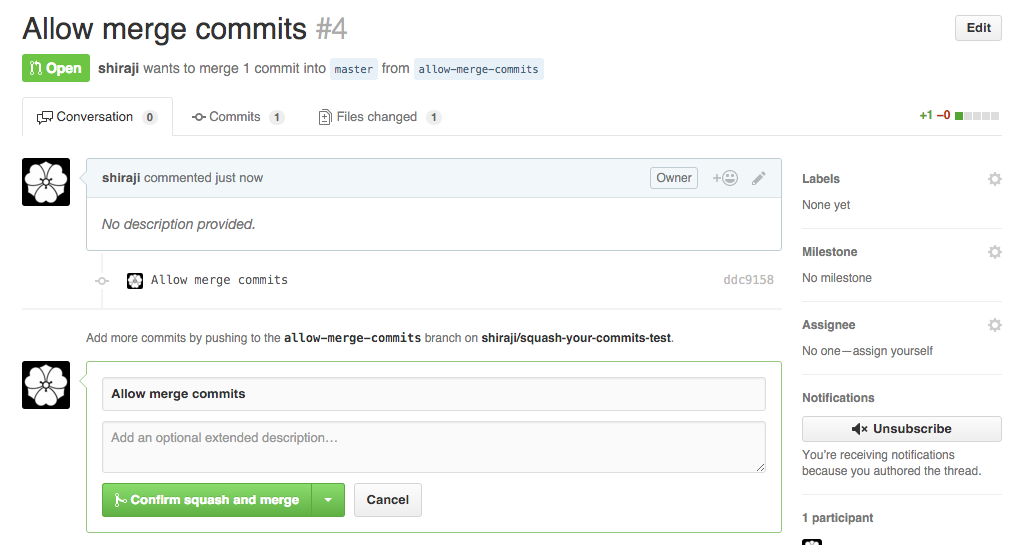 Allow merge commits #4
Edit
Open shiraji wants to merge 1 commit into master from allow-merge-commits
Conversation 0 Commits 1 Files changed 1
+1 −0
shiraji commented just now
Owner
No description provided.
Allow merge commits
ddc9158
Add more commits by pushing to the allow-merge-commits branch on shiraji/squash-your-commits-test.
Allow merge commits
Add an optional extended description…
Confirm squash and merge
Cancel
Labels
None yet
Milestone
No milestone
Assignee
No one—assign yourself
Notifications
Unsubscribe
You’re receiving notifications
because you authored the thread.
1 participant